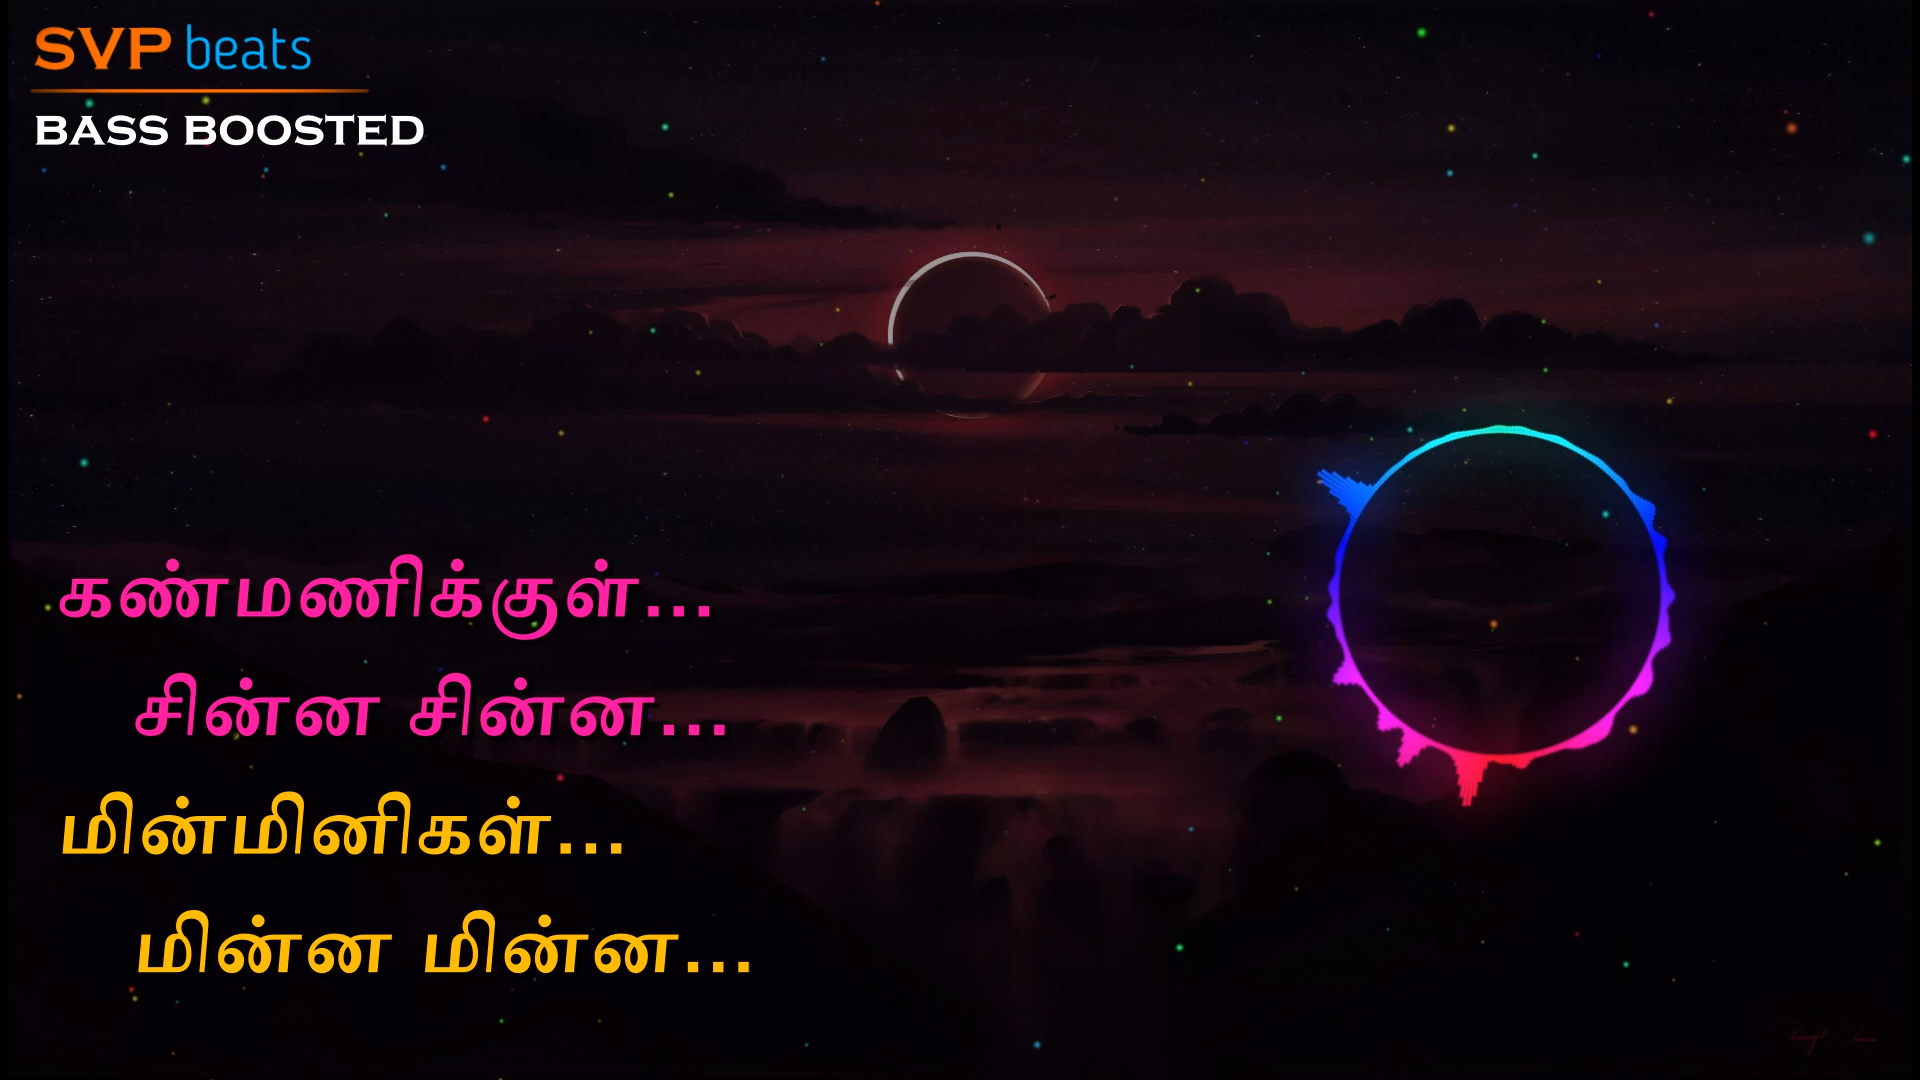 SVP beats
BASS BOOSTED
கண்மணிக்குள்...
சின்ன சின்ன...
மின்மினிகள்...
மின்ன மின்ன...